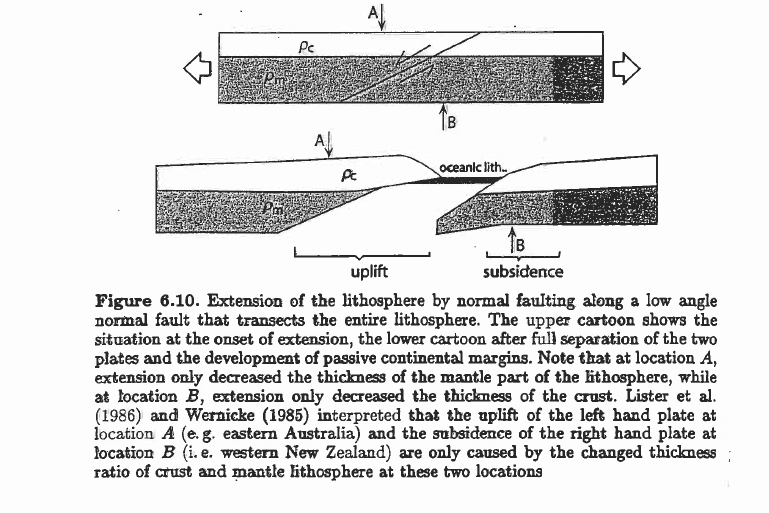 A
ρc
ρm
B
A
oceanic lith..
ρc
ρm
B
uplift
subsidence
Figure 6.10. Extension of the lithosphere by normal faulting along a low angle
normal fault that transects the entire lithosphere. The upper cartoon shows the
situation at the onset of extension, the lower cartoon after full separation of the two
plates and the development of passive continental margins. Note that at location A,
extension only decreased the thickness of the mantle part of the lithosphere, while
at location B, extension only decreased the thickness of the crust. Lister et al.
(1986) and Wernicke (1985) interpreted that the uplift of the left hand plate at
location A (e. g. eastern Australia) and the subsidence of the right hand plate at
location B (i. e. western New Zealand) are only caused by the changed thickness
ratio of crust and mantle lithosphere at these two locations